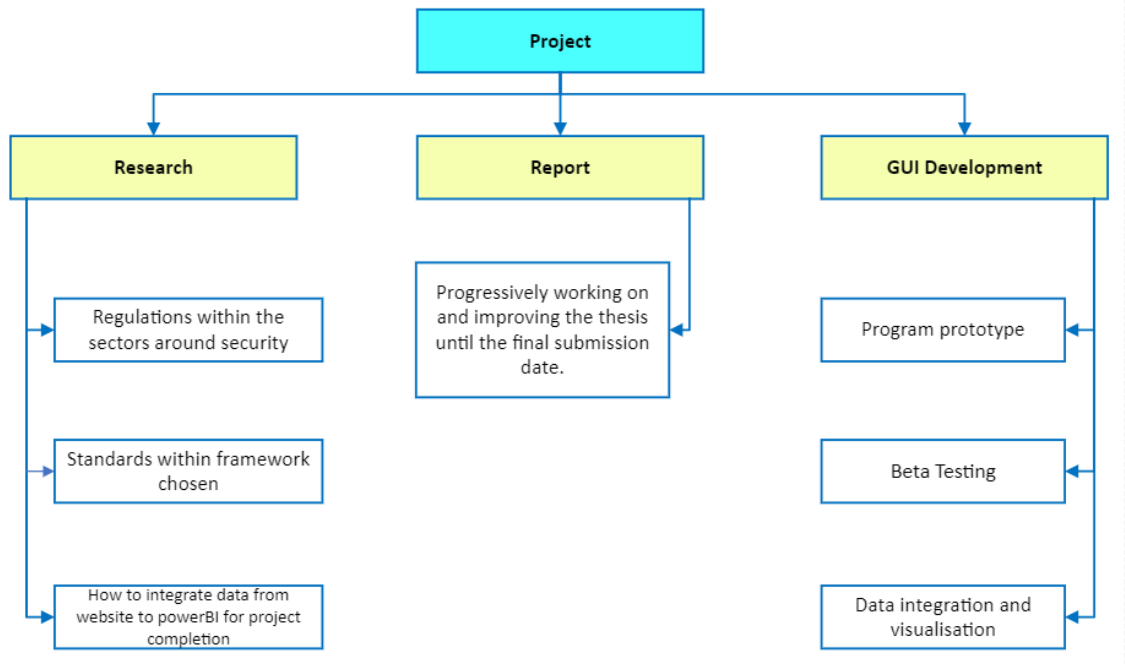 Project
Research
Report
GUI Development
Regulations within the
sectors around security
Standards within framework
chosen
How to integrate data from
website to powerBI for project
completion
Progressively working on
and improving the thesis
until the final submission
date.
Program prototype
Beta Testing
Data integration and
visualisation